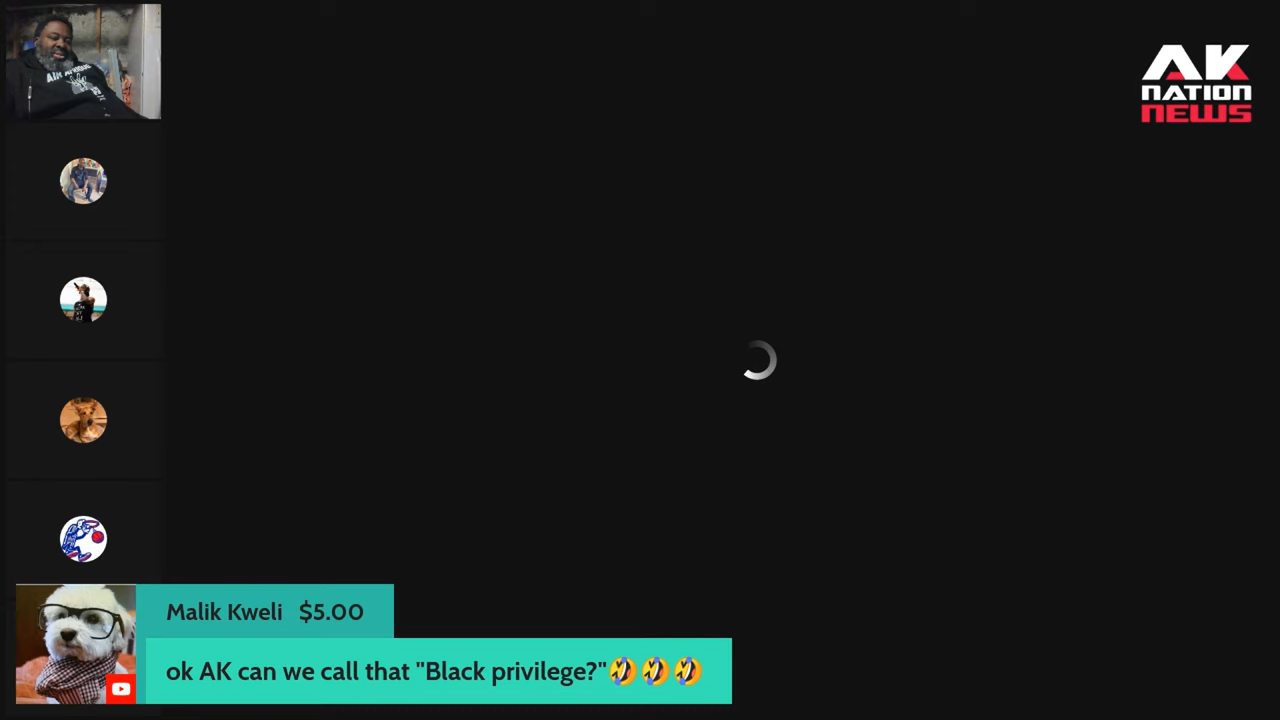 AK
NATION
NEWS
Malik Kweli $5.00
ok AK can we call that "Black privilege?"🤣🤣🤣